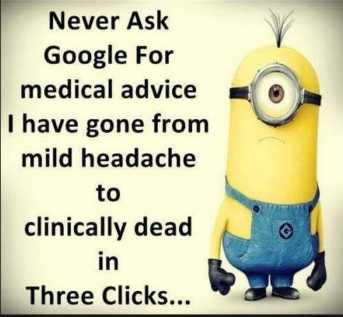 Never Ask
Google For
medical advice
I have gone from
mild headache
to
clinically dead
in
Three Clicks...